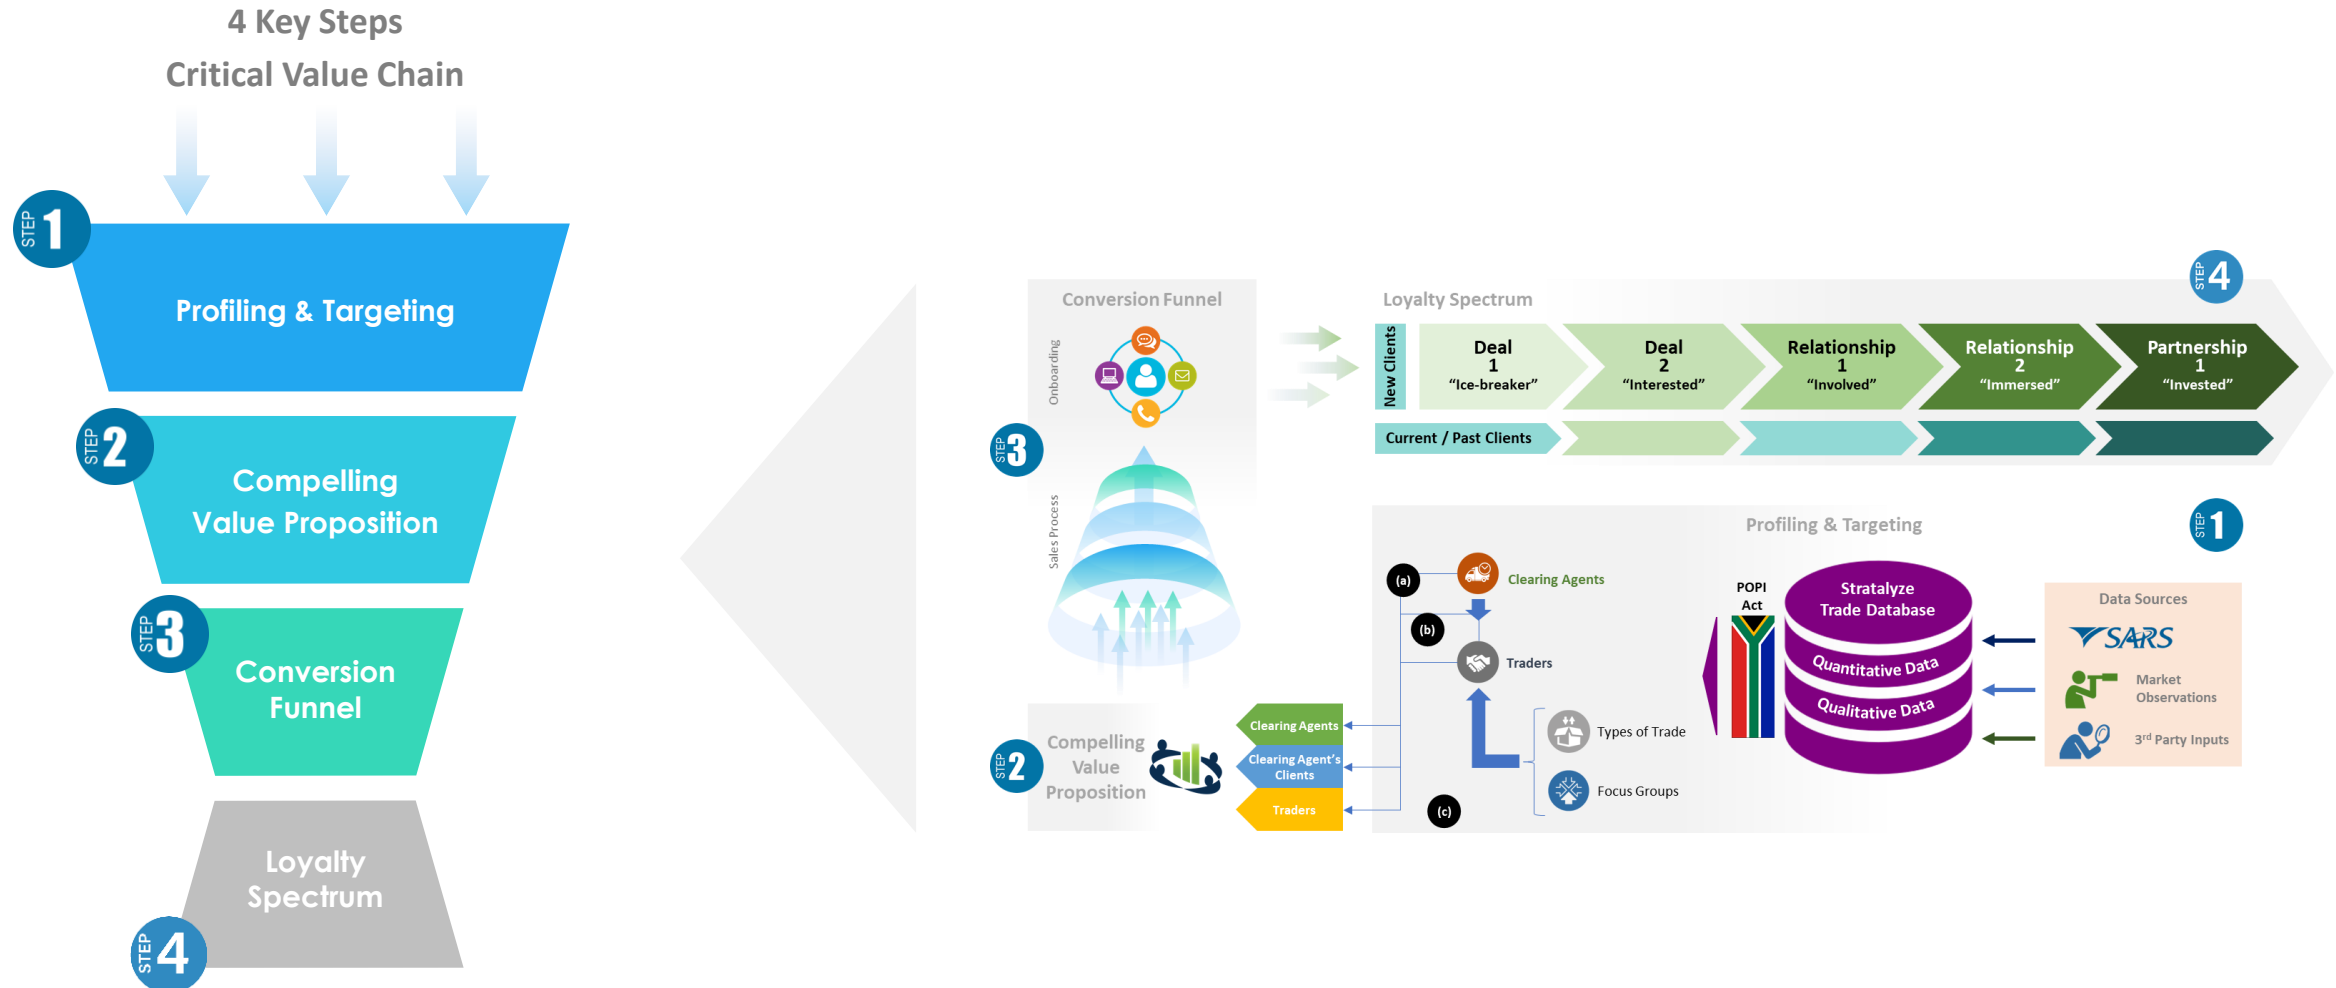 4 Key Steps
Critical Value Chain
STEP 1
Profiling & Targeting
STEP 2
Compelling
Value Proposition
STEP 3
Conversion
Funnel
Loyalty
Spectrum
STEP 4
Conversion Funnel
Onboarding
STEP 3
Sales Process
STEP 4
Loyalty Spectrum
New Clients
Deal
1
“Ice-breaker”
Deal
2
“Interested”
Relationship
1
“Involved”
Relationship
2
“Immersed”
Partnership
1
“Invested”
Current / Past Clients
STEP 1
Profiling & Targeting
(a)
Clearing Agents
(b)
Traders
Types of Trade
Focus Groups
(c)
POPI
Act
Stratalyze
Trade Database
Quantitative Data
Qualitative Data
Data Sources
SARS
Market
Observations
3rd Party Inputs
STEP 2
Compelling
Value
Proposition
Clearing Agents
Clearing Agent’s
Clients
Traders